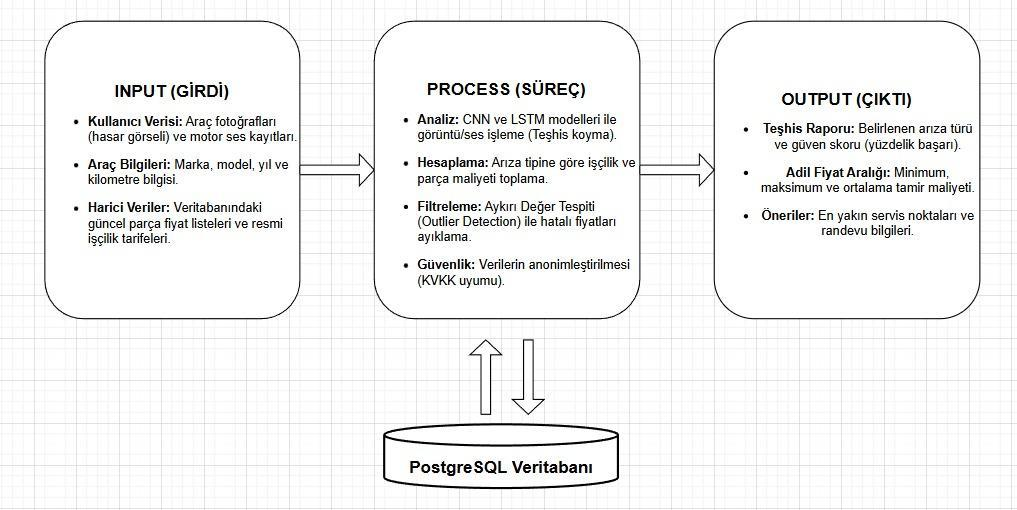 INPUT (GİRDİ)
• Kullanıcı Verisi: Araç fotoğrafları
(hasar görseli) ve motor ses kayıtları.
• Araç Bilgileri: Marka, model, yıl ve
kilometre bilgisi.
• Harici Veriler: Veritabanındaki
güncel parça fiyat listeleri ve resmi
işçilik tarifeleri.
PROCESS (SÜREÇ)
• Analiz: CNN ve LSTM modelleri ile
görüntü/ses işleme (Teşhis koyma).
• Hesaplama: Arıza tipine göre işçilik ve
parça maliyeti toplama.
• Filtreleme: Aykırı Değer Tespiti
(Outlier Detection) ile hatalı fiyatları
ayıklama.
• Güvenlik: Verilerin anonimleştirilmesi
(KVKK uyumu).
OUTPUT (ÇIKTI)
• Teşhis Raporu: Belirlenen arıza türü
ve güven skoru (yüzdelik başarı).
• Adil Fiyat Aralığı: Minimum,
maksimum ve ortalama tamir maliyeti.
• Öneriler: En yakın servis noktaları ve
randevu bilgileri.
PostgreSQL Veritabanı